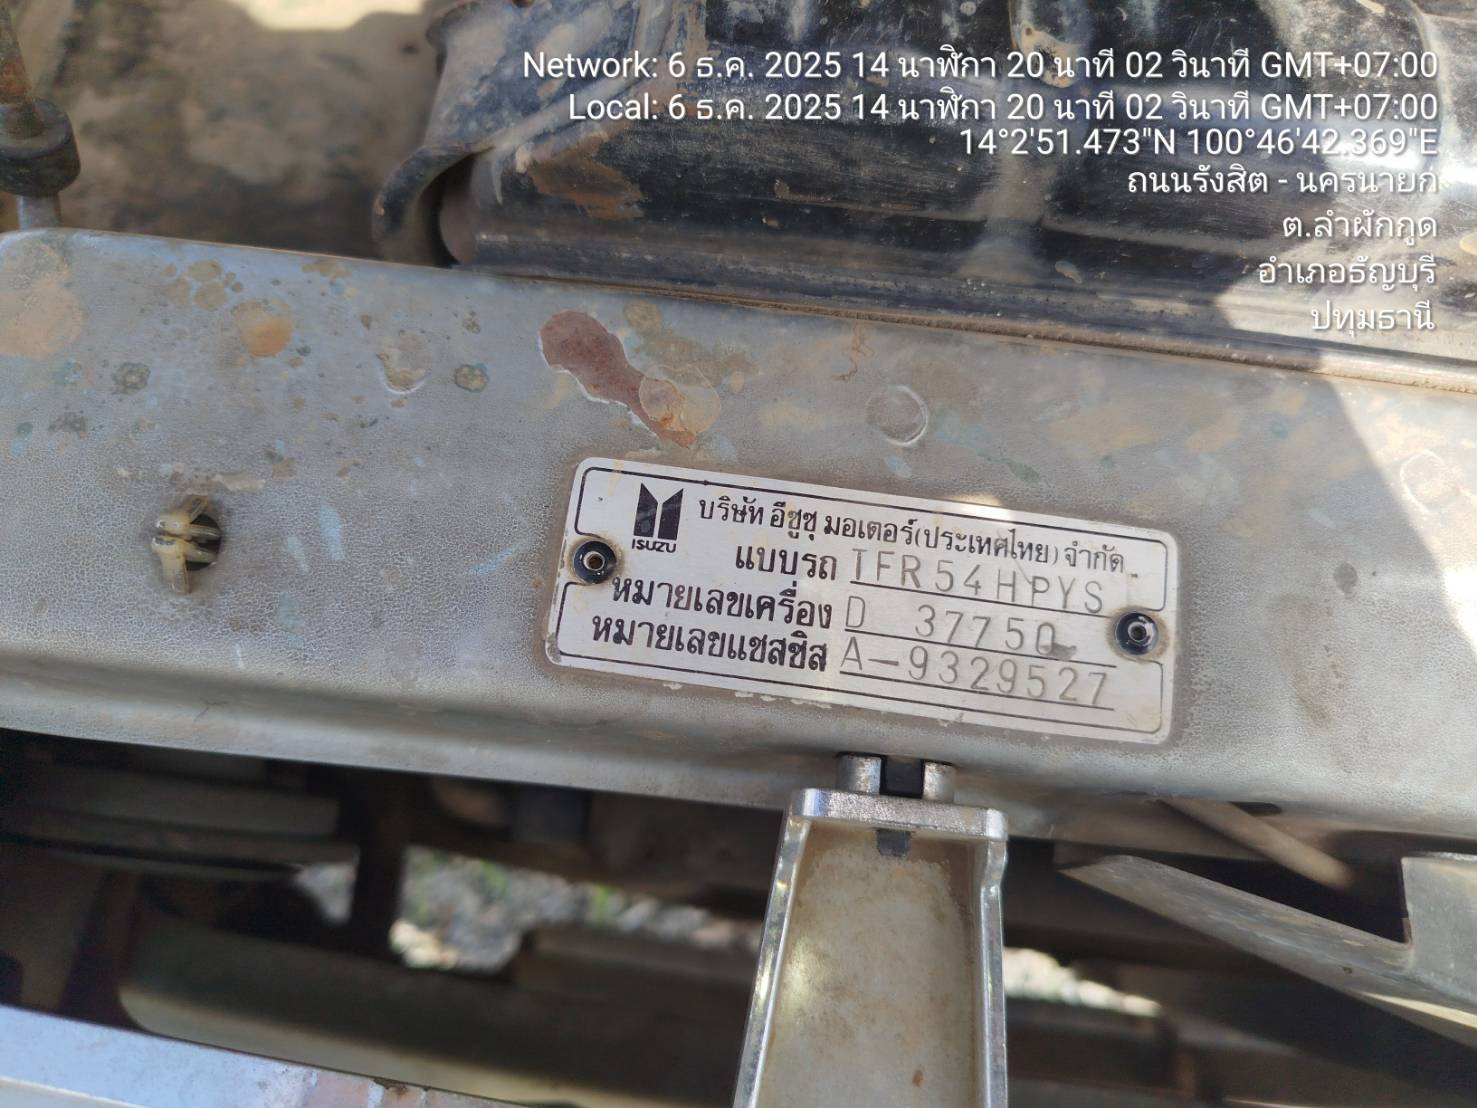 Network: 6 ธ.ค. 2025 14 นาฬิกา 20 นาที 02 วินาที GMT+07:00
Local: 6 ธ.ค. 2025 14 นาฬิกา 20 นาที 02 วินาที GMT+07:00
14°2'51.473"N 100°46'42.369"E
ถนนรังสิต - นครนายก
ต.ลำผักกูด
อำเภอธัญบุรี
ปทุมธานี
ISUZU
บริษัท อีซูซุ มอเตอร์(ประเทศไทย) จำกัด
แบบรถ TFR54HPYS
หมายเลขเครื่อง D 37750
หมายเลขแชสซิส A-9329527